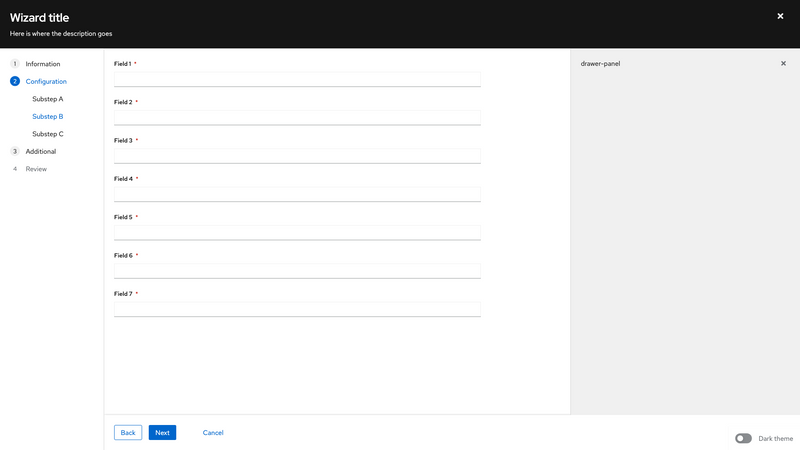 Wizard title
Here is where the description goes
1 Information
2 Configuration
Substep A
Substep B
Substep C
3 Additional
4 Review
Field 1 *
Field 2 *
Field 3 *
Field 4 *
Field 5 *
Field 6 *
Field 7 *
drawer-panel
Back Next Cancel
Dark theme